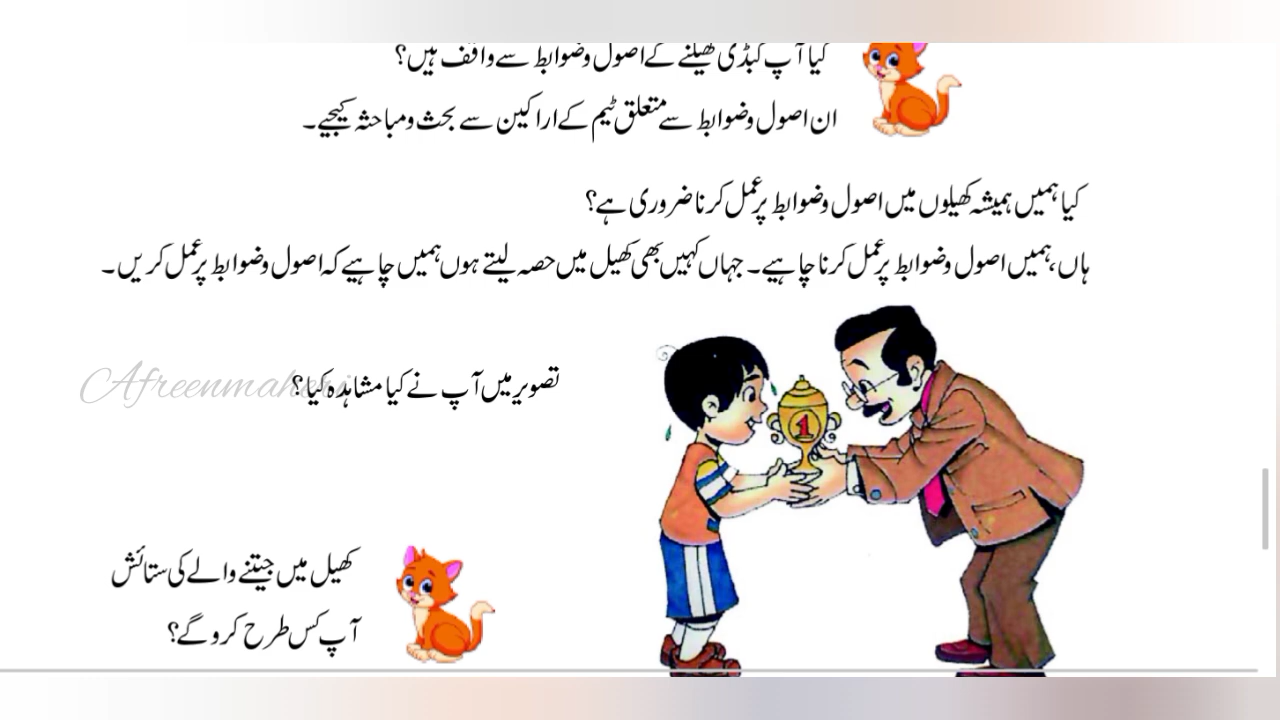 کیا آپ کبڈی کھیلنے کے اصول وضوابط سے واقف ہیں؟
ان اصول وضوابط سے متعلق ٹیم کے اراکین سے بحث ومباحثہ کیجیے۔
کیا ہمیں ہمیشہ کھیلوں میں اصول وضوابط پر عمل کرنا ضروری ہے؟
ہاں، ہمیں اصول وضوابط پر عمل کرنا چاہیے۔ جہاں کہیں بھی کھیل میں حصہ لیتے ہوں ہمیں چاہیے کہ اصول وضوابط پر عمل کریں۔
1
تصویر میں آپ نے کیا مشاہدہ کیا؟
کھیل میں جیتنے والے کی ستائش
آپ کس طرح کروگے؟